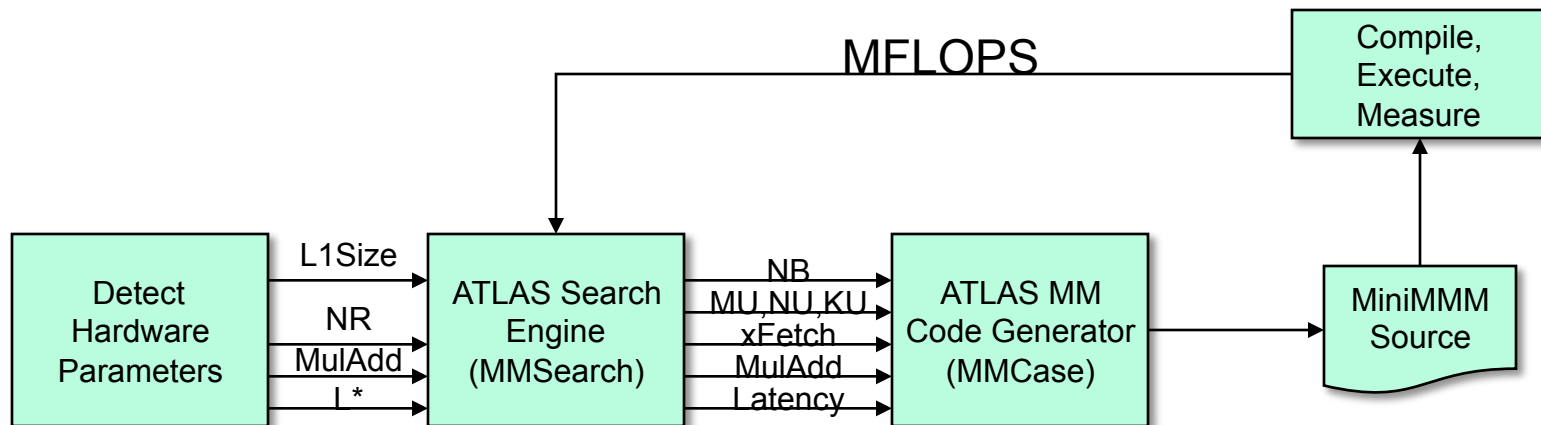 MFLOPS
Compile,
Execute,
Measure
Detect
Hardware
Parameters
L1Size
NR
MulAdd
L*
ATLAS Search
Engine
(MMSearch)
NB
MU,NU,KU
xFetch
MulAdd
Latency
ATLAS MM
Code Generator
(MMCase)
MiniMMM
Source